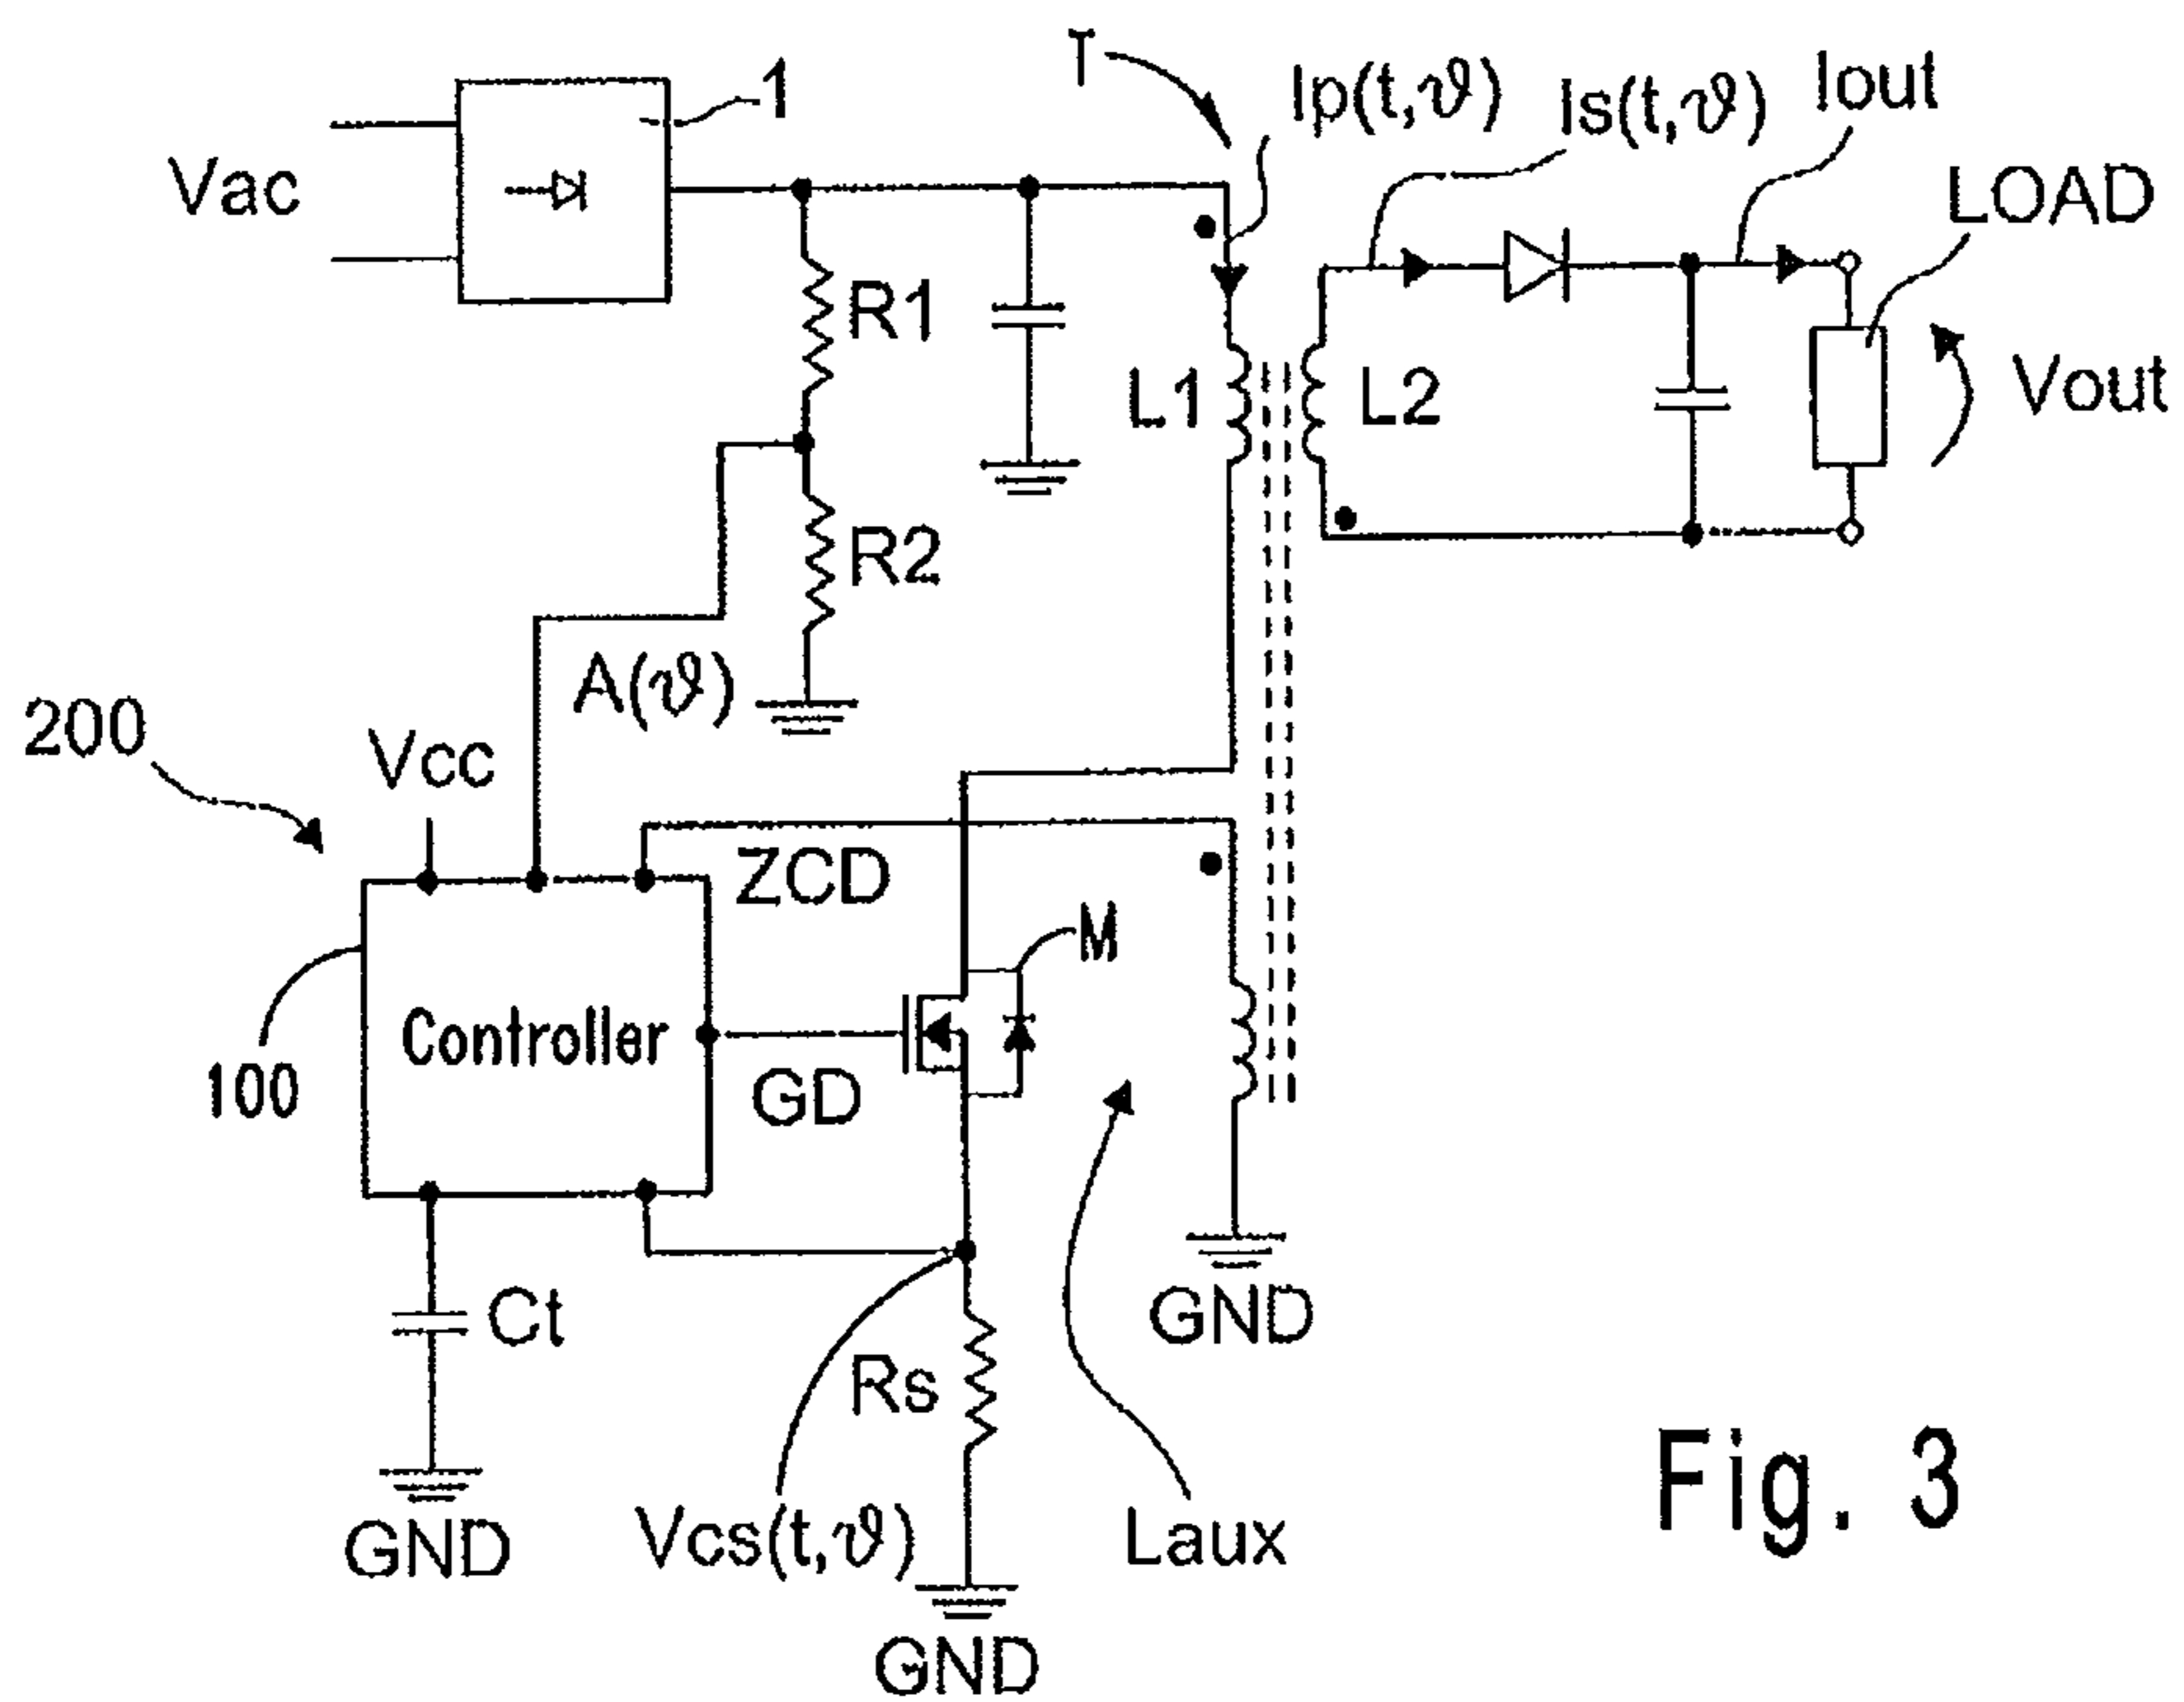 T
Ip(t,ϑ)
Is(t,ϑ)
Iout
1
Vac
LOAD
R1
L1
L2
Vout
R2
A(ϑ)
200
Vcc
ZCD
M
Controller
100
GD
Ct
GND
Rs
Vcs(t,ϑ)
Laux
GND
GND
Fig. 3